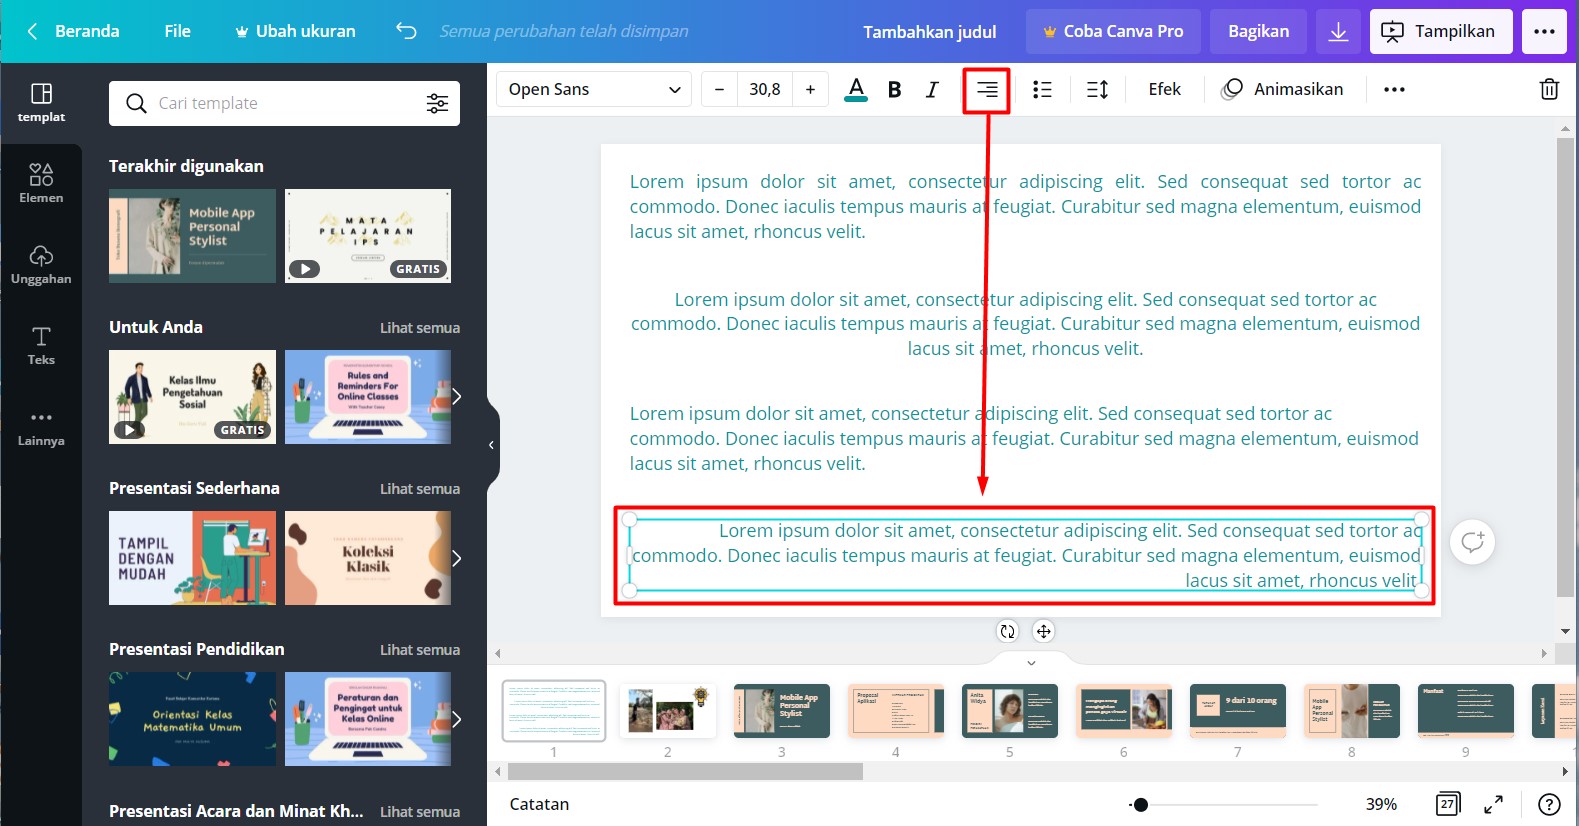 Beranda
File
Ubah ukuran
Semua perubahan telah disimpan
Tambahkan judul
Coba Canva Pro
Bagikan
Tampilkan
templat
Elemen
Unggahan
Teks
Lainnya
Cari template
Terakhir digunakan
Mobile App
Personal
Stylist
MATA
PELAJARAN
IPS
GRATIS
Untuk Anda
Lihat semua
Kelas Ilmu
Pengetahuan
Sosial
GRATIS
Rules and
Reminders For
Online Classes
Presentasi Sederhana
Lihat semua
TAMPIL
DENGAN
MUDAH
Koleksi
Klasik
Presentasi Pendidikan
Lihat semua
Orientasi Kelas
Matematika Umum
Peraturan dan
Pengingat untuk
Kelas Online
Presentasi Acara dan Minat Kh...
Lihat semua
Open Sans
– 30,8 +
A B I
Efek
Animasikan
Lorem ipsum dolor sit amet, consectetur adipiscing elit. Sed consequat sed tortor ac
commodo. Donec iaculis tempus mauris at feugiat. Curabitur sed magna elementum, euismod
lacus sit amet, rhoncus velit.
Lorem ipsum dolor sit amet, consectetur adipiscing elit. Sed consequat sed tortor ac
commodo. Donec iaculis tempus mauris at feugiat. Curabitur sed magna elementum, euismod
lacus sit amet, rhoncus velit.
Lorem ipsum dolor sit amet, consectetur adipiscing elit. Sed consequat sed tortor ac
commodo. Donec iaculis tempus mauris at feugiat. Curabitur sed magna elementum, euismod
lacus sit amet, rhoncus velit.
Lorem ipsum dolor sit amet, consectetur adipiscing elit. Sed consequat sed tortor ac
commodo. Donec iaculis tempus mauris at feugiat. Curabitur sed magna elementum, euismod
lacus sit amet, rhoncus velit.
Mobile App
Personal
Stylist
Proposal
Aplikasi
Anita
Widya
9 dari 10 orang
Mobile
App
Personal
Stylist
Manfaat
1
2
3
4
5
6
7
8
9
Catatan
39%
27
?